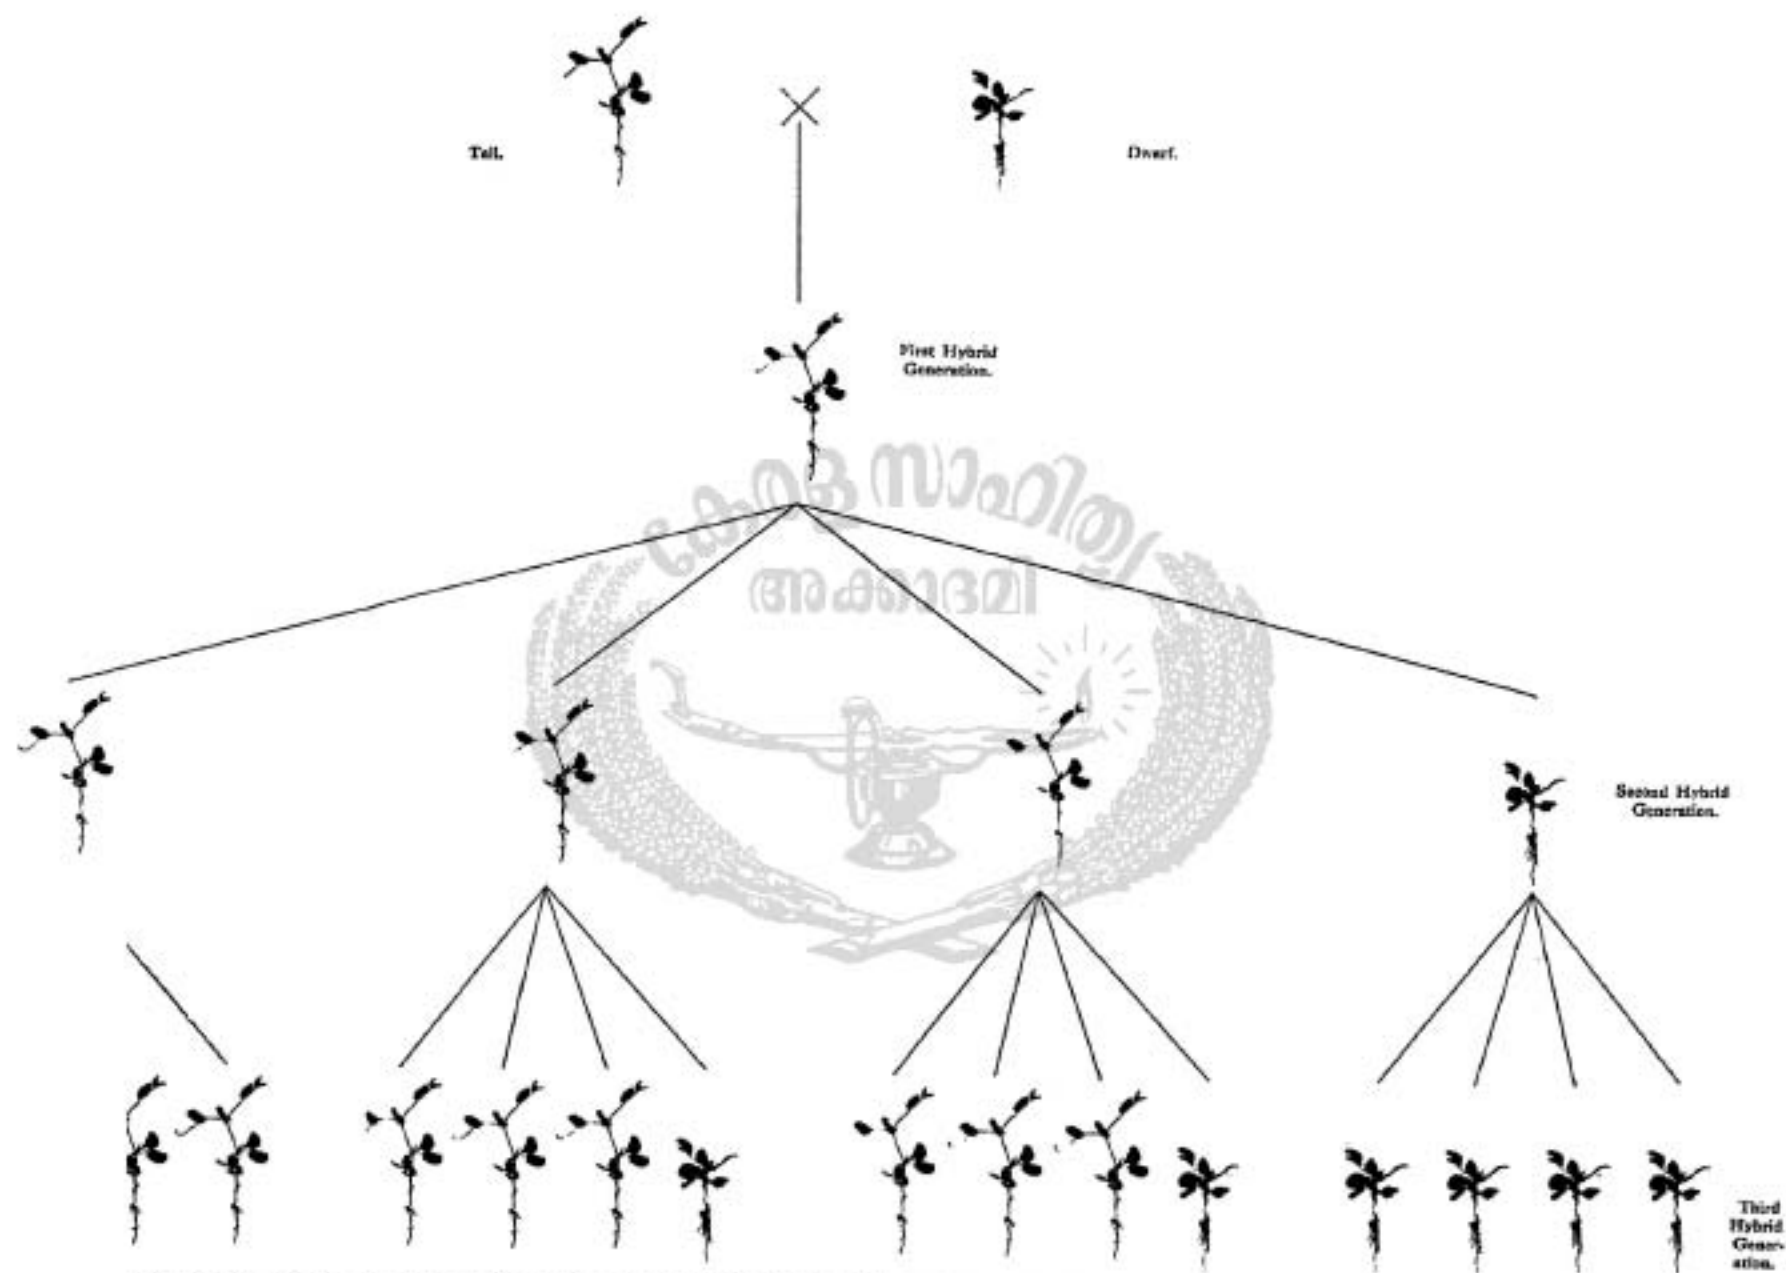 Tall.
Dwarf.
First Hybrid
Generation.
കേരള സാഹിത്യ
അക്കാദമി
Second Hybrid
Generation.
Third
Hybrid
Gener-
ation.